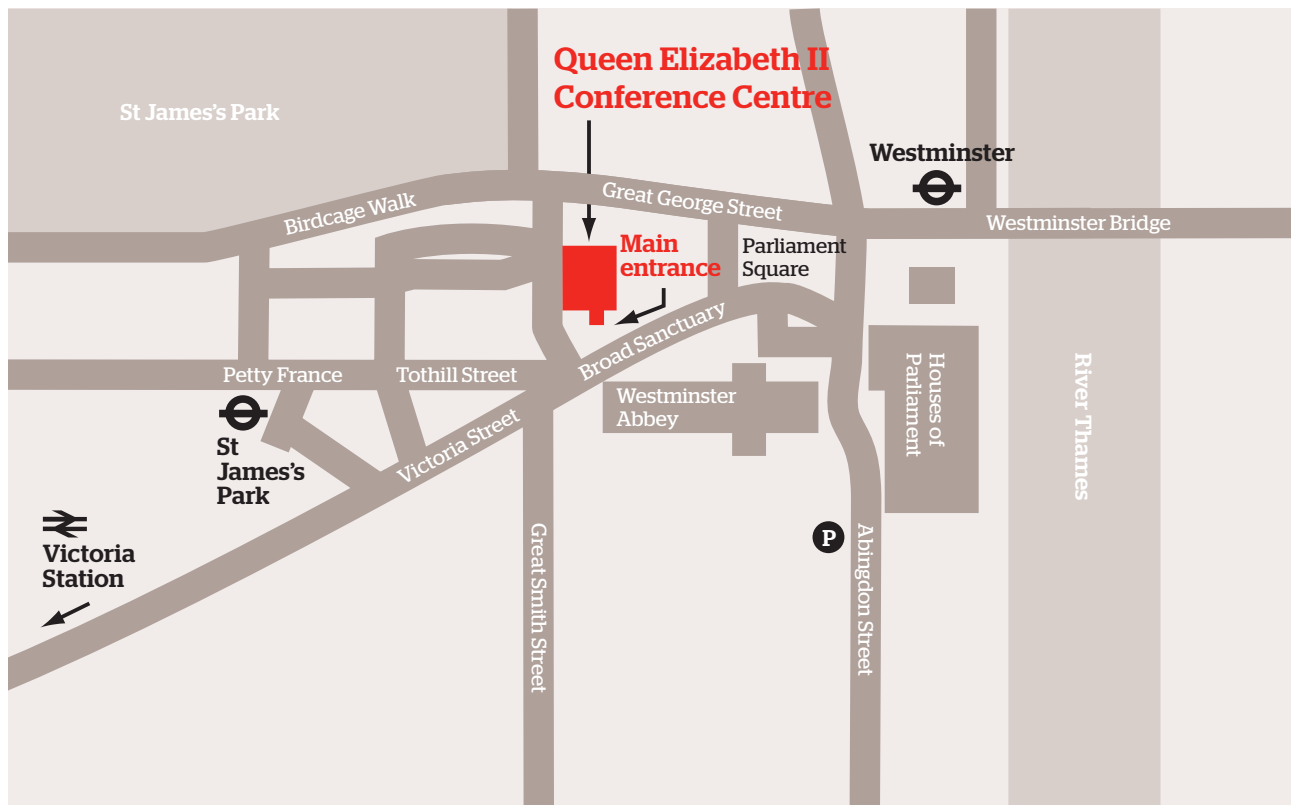 Queen Elizabeth II
Conference Centre
St James's Park
Westminster
Birdcage Walk
Great George Street
Westminster Bridge
Main
entrance
Parliament
Square
Broad Sanctuary
Petty France
Tothill Street
Westminster
Abbey
Houses of
Parliament
River Thames
St
James's
Park
Victoria Street
Victoria
Station
Great Smith Street
P
Abingdon Street